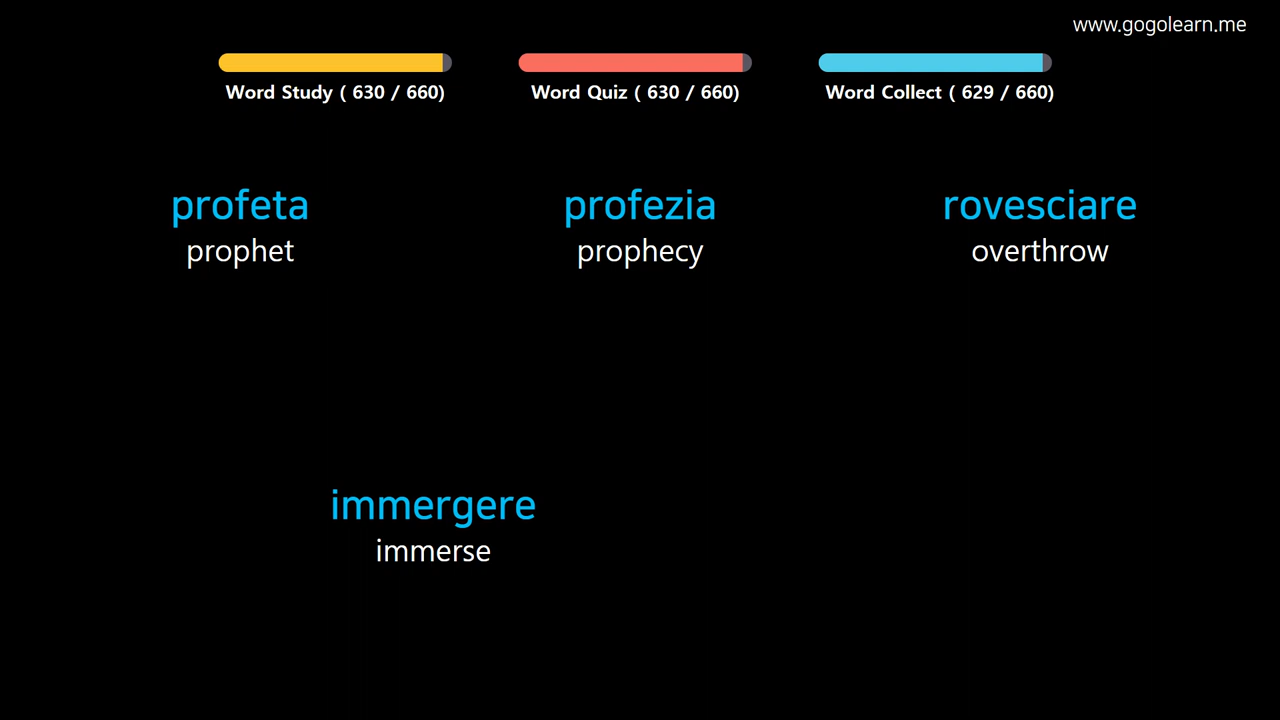 www.gogolearn.me
Word Study ( 630 / 660)
Word Quiz ( 630 / 660)
Word Collect ( 629 / 660)
profeta
prophet
profezia
prophecy
rovesciare
overthrow
immergere
immerse